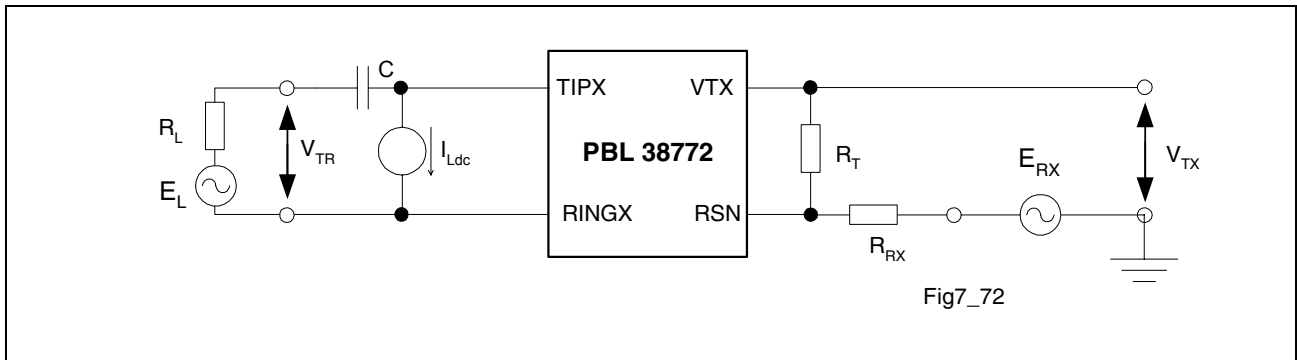 C
TIPX
VTX
R_L
V_TR
I_Ldc
PBL 38772
R_T
E_RX
V_TX
E_L
RINGX
RSN
R_RX
Fig7_72